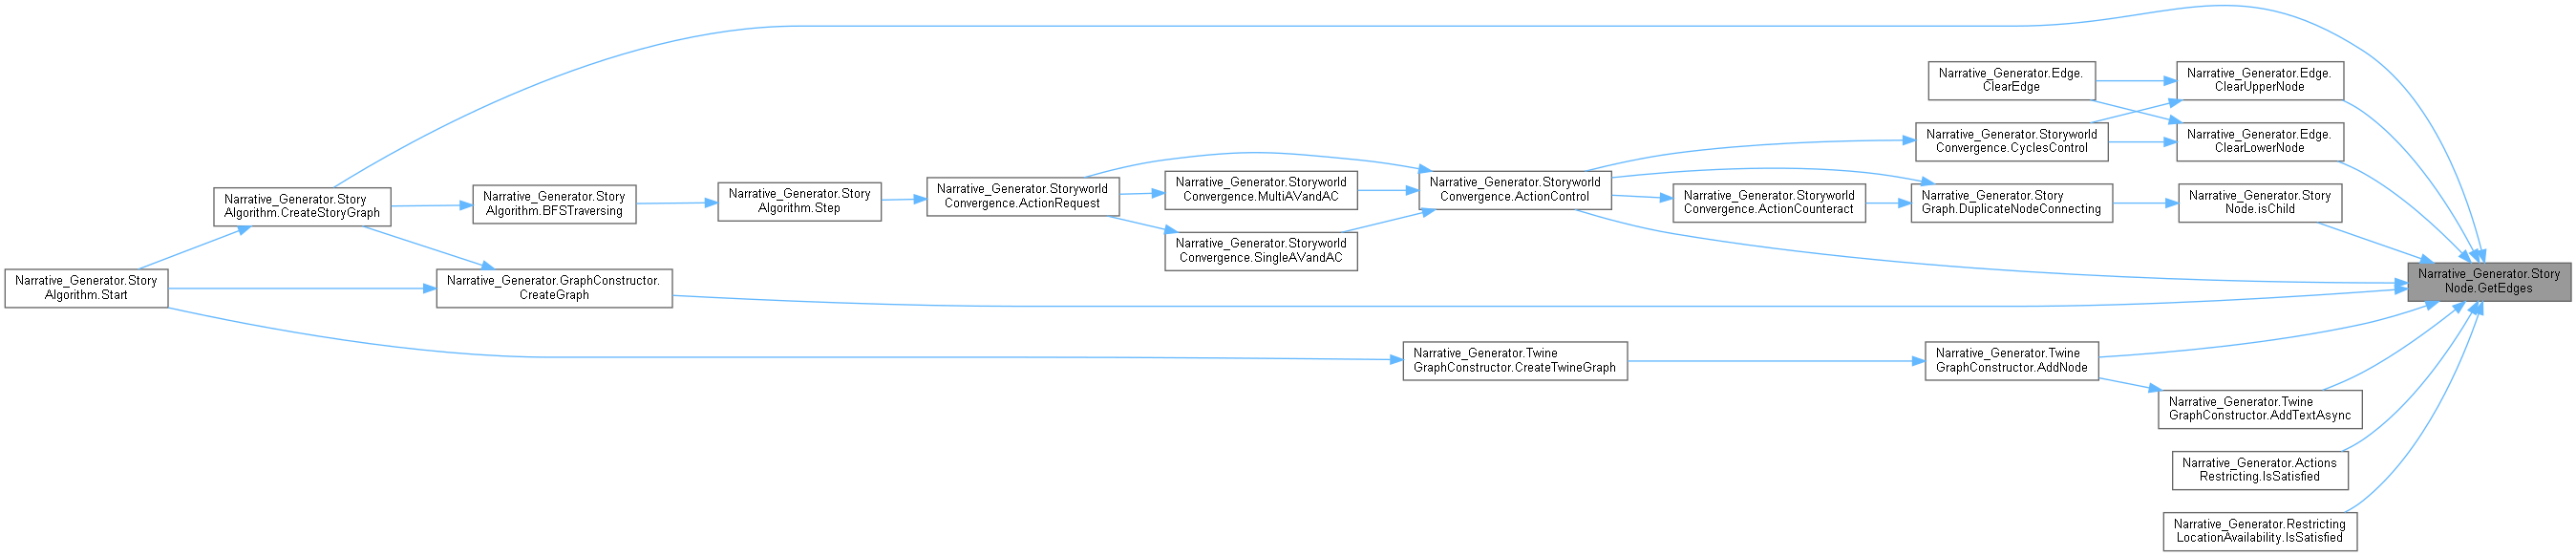 Narrative_Generator.Edge.
ClearEdge
Narrative_Generator.Edge.
ClearUpperNode
Narrative_Generator.Storyworld
Convergence.CyclesControl
Narrative_Generator.Edge.
ClearLowerNode
Narrative_Generator.Story
Algorithm.CreateStoryGraph
Narrative_Generator.Story
Algorithm.BFSTraversing
Narrative_Generator.Story
Algorithm.Step
Narrative_Generator.Storyworld
Convergence.ActionRequest
Narrative_Generator.Storyworld
Convergence.MultiAVandAC
Narrative_Generator.Storyworld
Convergence.ActionControl
Narrative_Generator.Storyworld
Convergence.ActionCounteract
Narrative_Generator.Story
Graph.DuplicateNodeConnecting
Narrative_Generator.Story
Node.isChild
Narrative_Generator.Storyworld
Convergence.SingleAVandAC
Narrative_Generator.Story
Algorithm.Start
Narrative_Generator.GraphConstructor.
CreateGraph
Narrative_Generator.Story
Node.GetEdges
Narrative_Generator.Twine
GraphConstructor.CreateTwineGraph
Narrative_Generator.Twine
GraphConstructor.AddNode
Narrative_Generator.Twine
GraphConstructor.AddTextAsync
Narrative_Generator.Actions
Restricting.IsSatisfied
Narrative_Generator.Restricting
LocationAvailability.IsSatisfied